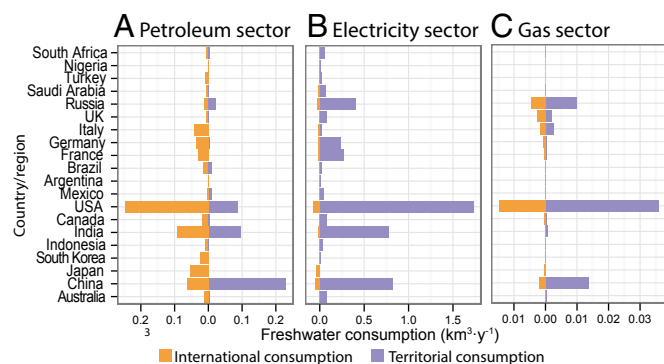 A Petroleum sector
B Electricity sector
C Gas sector
Country/region
South Africa
Nigeria
Turkey
Saudi Arabia
Russia
UK
Italy
Germany
France
Brazil
Argentina
Mexico
USA
Canada
India
Indonesia
South Korea
Japan
China
Australia
0.2 0.1 0.0 0.1 0.2
0.0 0.5 1.0 1.5
0.01 0.00 0.01 0.02 0.03
3
Freshwater consumption (km³·y⁻¹)
International consumption Territorial consumption